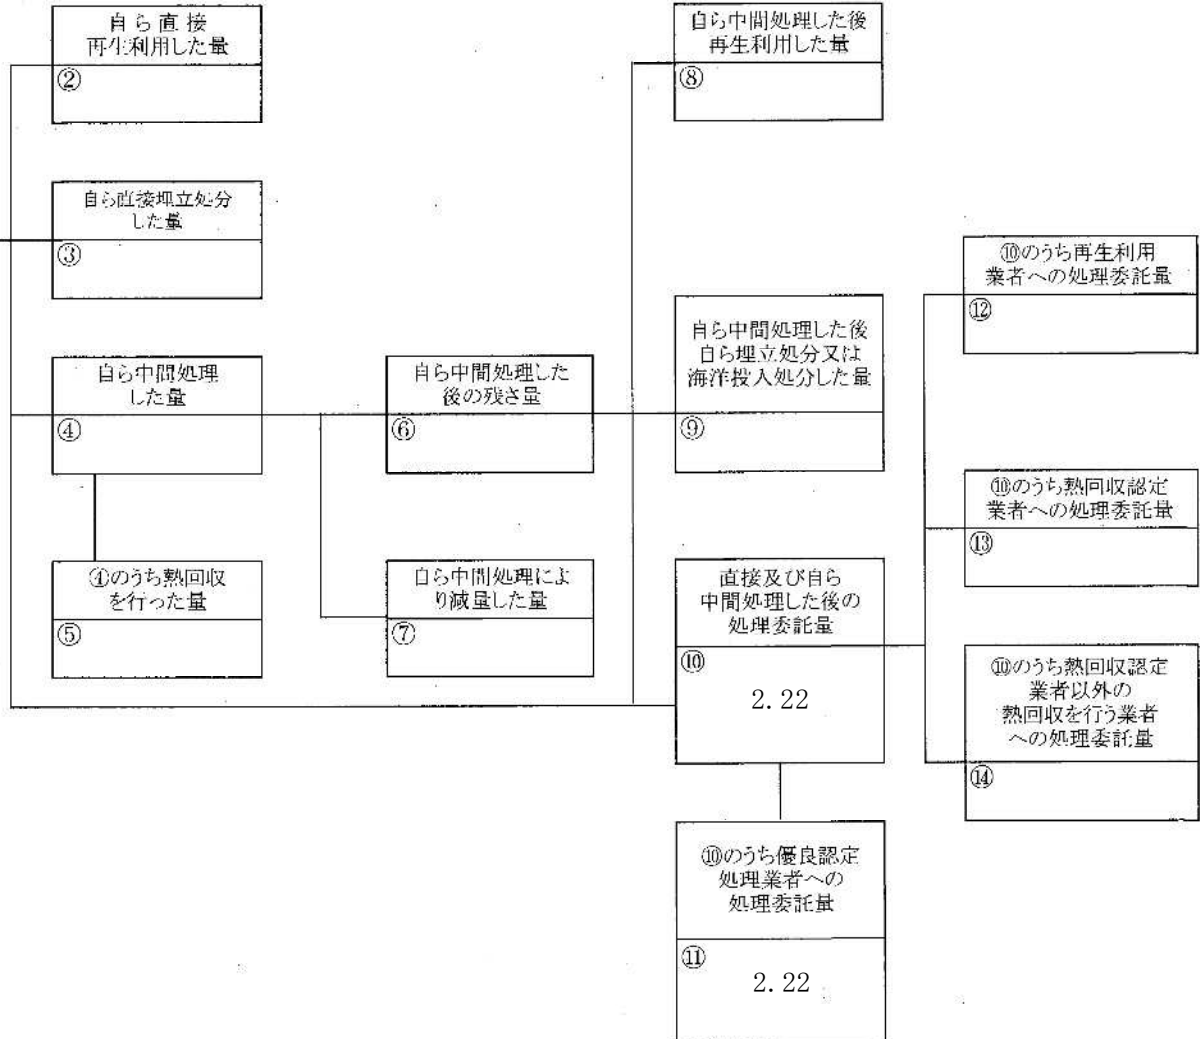 自ら直接
再生利用した量
②
自ら直接埋立処分
した量
③
自ら中間処理
した量
④
④のうち熱回収
を行った量
⑤
自ら中間処理した
後の残さ量
⑥
自ら中間処理によ
り減量した量
⑦
自ら中間処理した後
再生利用した量
⑧
自ら中間処理した後
自ら埋立処分又は
海洋投入処分した量
⑨
直接及び自ら
中間処理した後の
処理委託量
⑩
2.22
⑩のうち優良認定
処理業者への
処理委託量
⑪
2.22
⑩のうち再生利用
業者への処理委託量
⑫
⑩のうち熱回収認定
業者への処理委託量
⑬
⑩のうち熱回収認定
業者以外の
熱回収を行う業者
への処理委託量
⑭